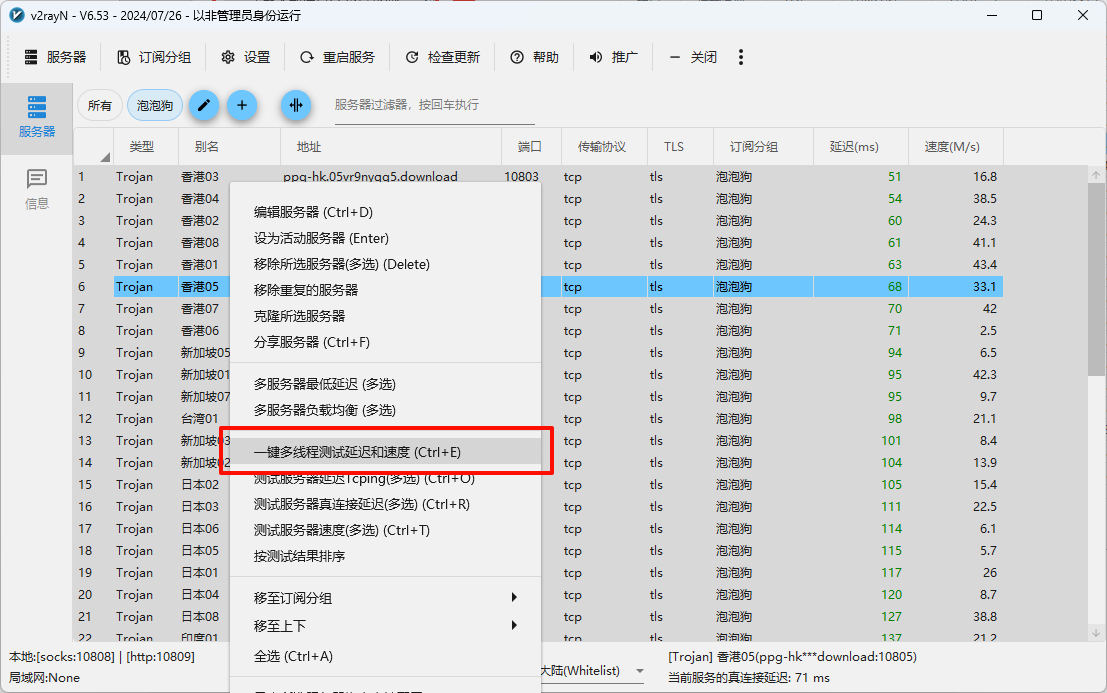 v2rayN - V6.53 - 2024/07/26 - 以非管理员身份运行
服务器 订阅分组 设置 重启服务 检查更新 帮助 推广 关闭
服务器
信息
所有 泡泡狗 服务器过滤器，按回车执行
类型 别名 地址 端口 传输协议 TLS 订阅分组 延迟(ms) 速度(M/s)
1 Trojan 香港03 ppg-hk.05vr9nyqg5.download 10803 tcp tls 泡泡狗 51 16.8
2 Trojan 香港04 tcp tls 泡泡狗 54 38.5
3 Trojan 香港02 tcp tls 泡泡狗 60 24.3
4 Trojan 香港08 tcp tls 泡泡狗 61 41.1
5 Trojan 香港01 tcp tls 泡泡狗 63 43.4
6 Trojan 香港05 tcp tls 泡泡狗 68 33.1
7 Trojan 香港07 tcp tls 泡泡狗 70 42
8 Trojan 香港06 tcp tls 泡泡狗 71 2.5
9 Trojan 新加坡05 tcp tls 泡泡狗 94 6.5
10 Trojan 新加坡01 tcp tls 泡泡狗 95 42.3
11 Trojan 新加坡07 tcp tls 泡泡狗 95 9.7
12 Trojan 台湾01 tcp tls 泡泡狗 98 21.1
13 Trojan 新加坡03 tcp tls 泡泡狗 101 8.4
14 Trojan 新加坡02 tcp tls 泡泡狗 104 13.9
15 Trojan 日本02 tcp tls 泡泡狗 105 15.4
16 Trojan 日本03 tcp tls 泡泡狗 111 22.5
17 Trojan 日本06 tcp tls 泡泡狗 114 6.1
18 Trojan 日本05 tcp tls 泡泡狗 115 5.7
19 Trojan 日本01 tcp tls 泡泡狗 117 26
20 Trojan 日本04 tcp tls 泡泡狗 120 8.7
21 Trojan 日本08 tcp tls 泡泡狗 127 38.8
22 Trojan 印度01 tcp tls 泡泡狗 137 21.2
编辑服务器 (Ctrl+D)
设为活动服务器 (Enter)
移除所选服务器(多选) (Delete)
移除重复的服务器
克隆所选服务器
分享服务器 (Ctrl+F)
多服务器最低延迟 (多选)
多服务器负载均衡 (多选)
一键多线程测试延迟和速度 (Ctrl+E)
测试服务器延迟Tcping(多选) (Ctrl+O)
测试服务器真连接延迟(多选) (Ctrl+R)
测试服务器速度(多选) (Ctrl+T)
按测试结果排序
移至订阅分组
移至上下
全选 (Ctrl+A)
本地:[socks:10808] | [http:10809]
局域网:None
大陆(Whitelist)
[Trojan] 香港05(ppg-hk***download:10805)
当前服务的真连接延迟: 71 ms